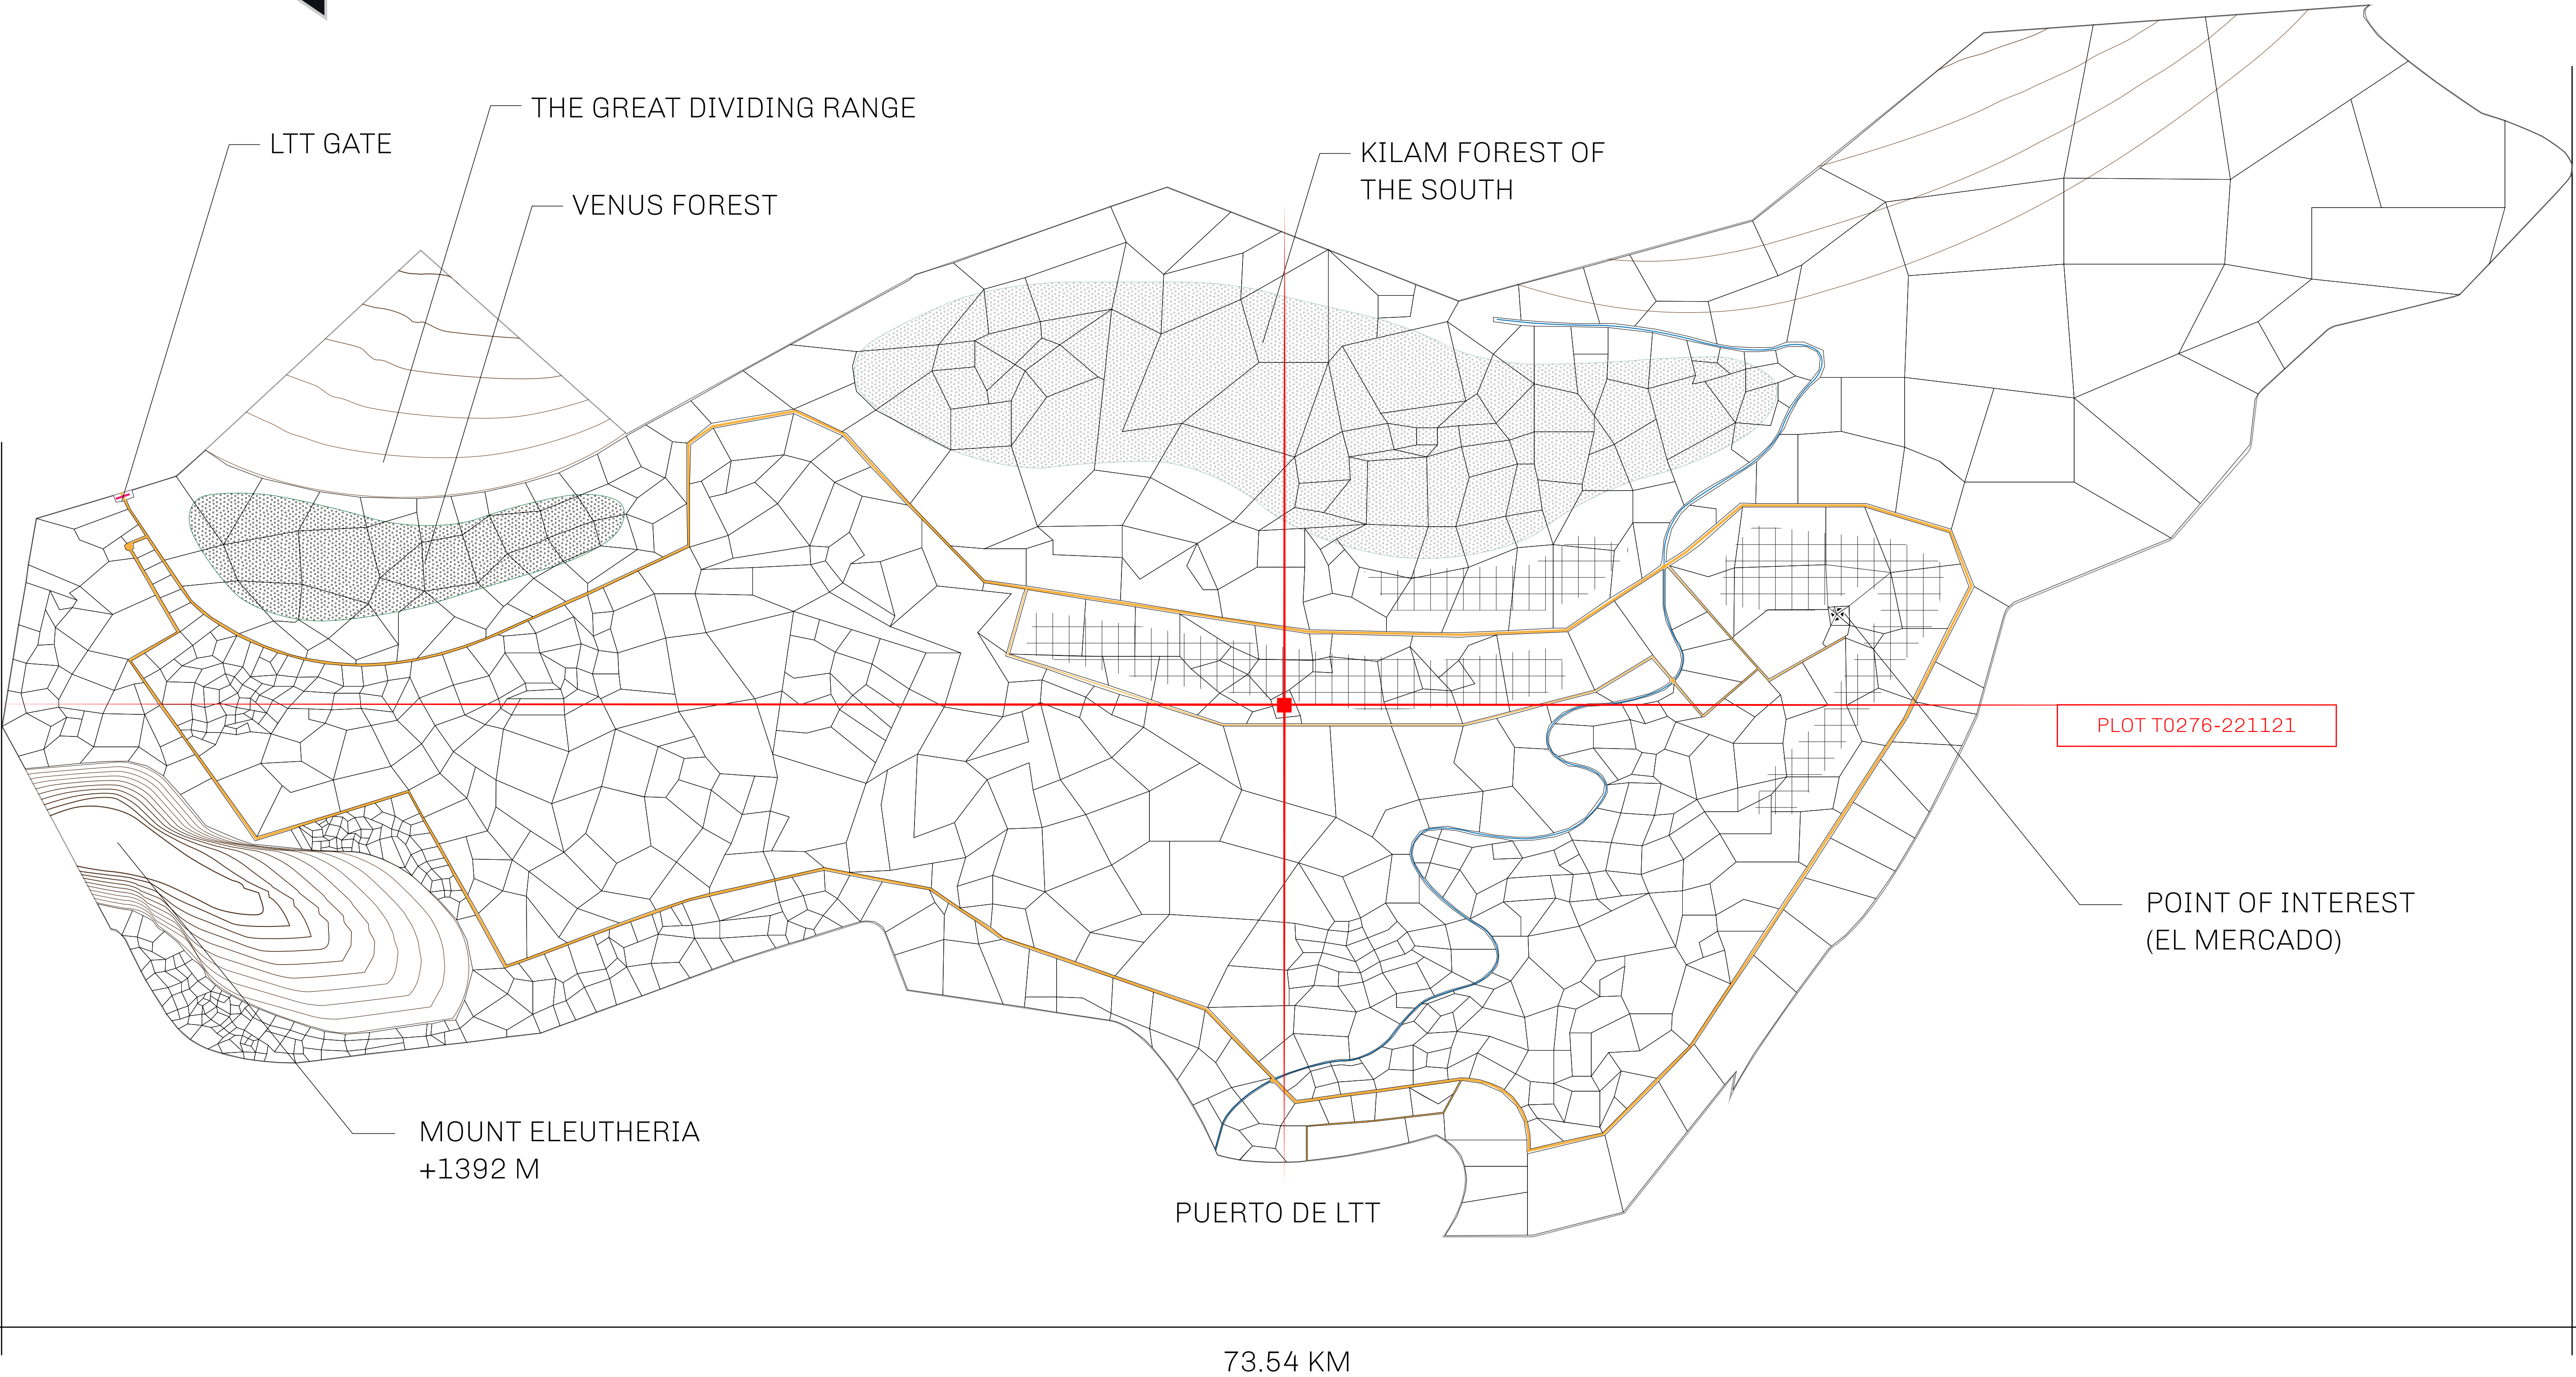 THE GREAT DIVIDING RANGE
LTT GATE
KILAM FOREST OF
THE SOUTH
VENUS FOREST
PLOT T0276-221121
POINT OF INTEREST
(EL MERCADO)
MOUNT ELEUTHERIA
+1392 M
PUERTO DE LTT
73.54 KM